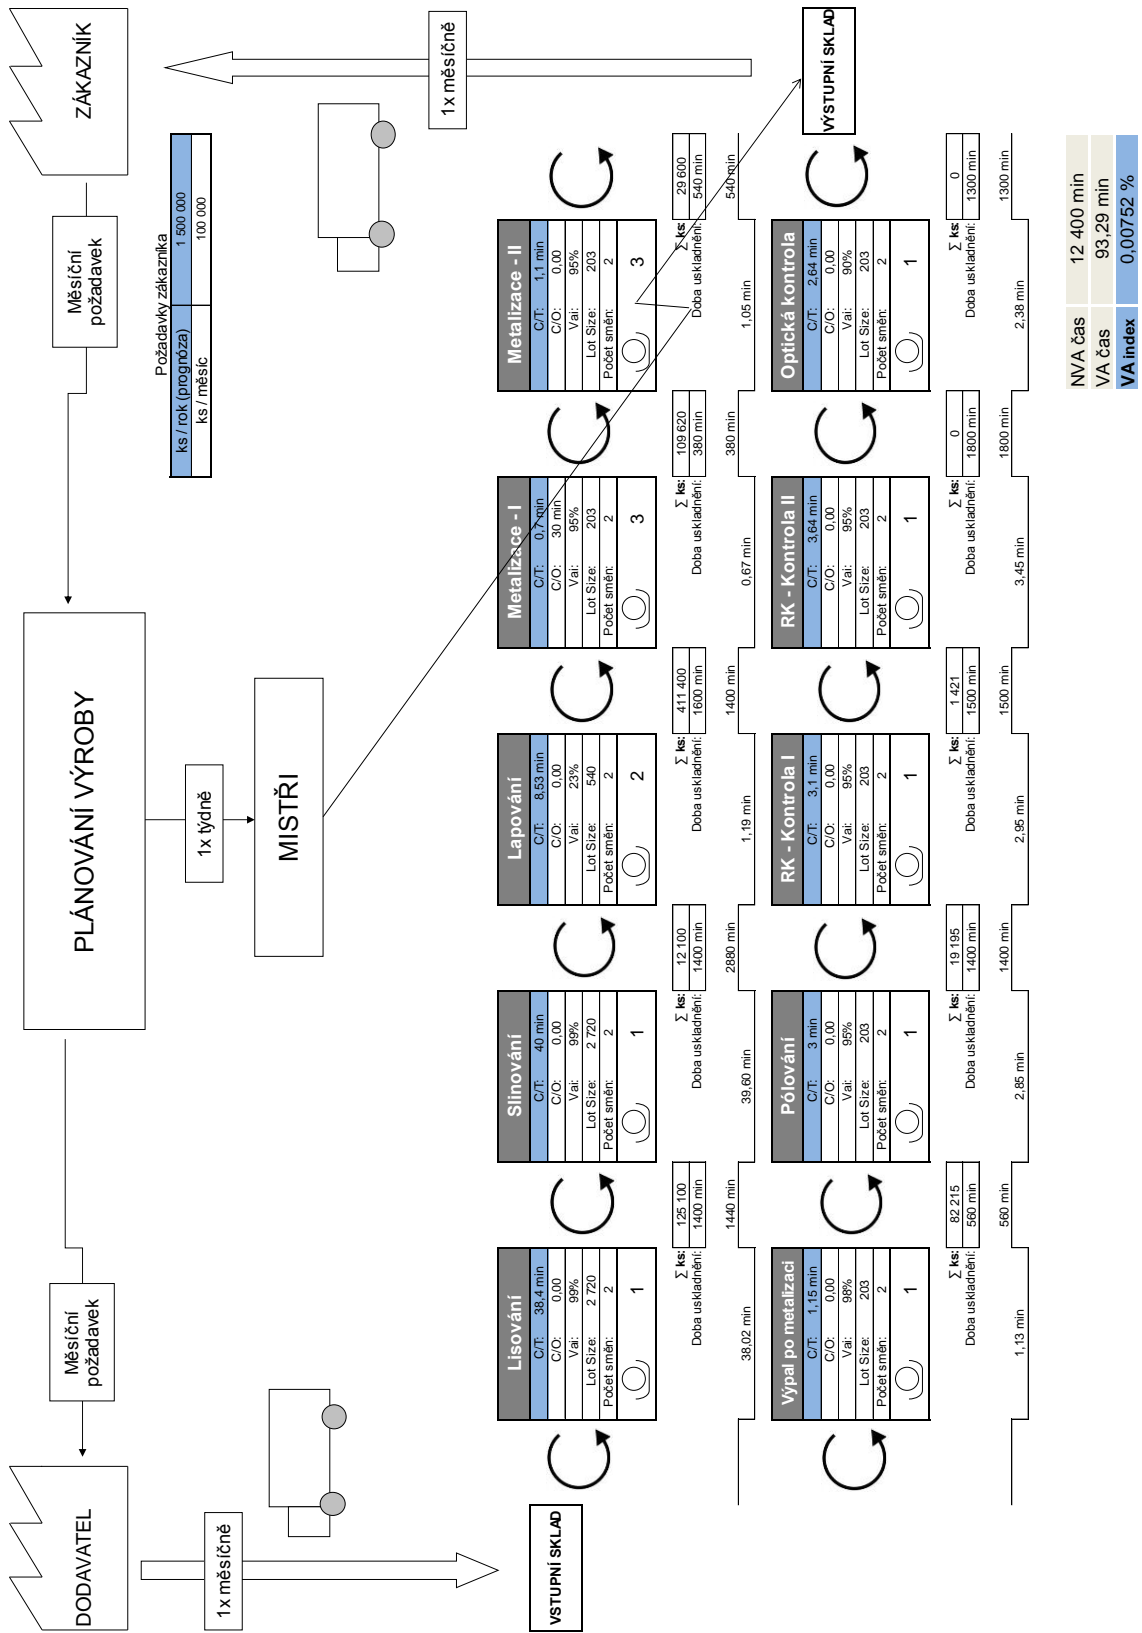 DODAVATEL
Měsíční
požadavek
PLÁNOVÁNÍ VÝROBY
Měsíční
požadavek
ZÁKAZNÍK
Požadavky zákazníka
ks / rok (prognóza) 1 500 000
ks / měsíc 100 000
1x týdně
MISTŘI
1x měsíčně
1x měsíčně
VSTUPNÍ SKLAD
Lisování
C/T: 38,4 min
C/O: 0,00
Vai: 99%
Lot Size: 2 720
Počet směn: 2
1
∑ ks: 125 100
Doba uskladnění: 1400 min
38,02 min
1440 min
Slinování
C/T: 40 min
C/O: 0,00
Vai: 99%
Lot Size: 2 720
Počet směn: 2
1
∑ ks: 12 100
Doba uskladnění: 1400 min
39,60 min
2880 min
Lapování
C/T: 8,53 min
C/O: 0,00
Vai: 23%
Lot Size: 540
Počet směn: 2
2
∑ ks: 411 400
Doba uskladnění: 1600 min
1,19 min
1400 min
Metalizace - I
C/T: 0,7 min
C/O: 30 min
Vai: 95%
Lot Size: 203
Počet směn: 2
3
∑ ks: 109 620
Doba uskladnění: 380 min
0,67 min
380 min
Metalizace - II
C/T: 1,1 min
C/O: 0,00
Vai: 95%
Lot Size: 203
Počet směn: 2
3
∑ ks: 29 600
Doba uskladnění: 540 min
1,05 min
540 min
Výpal po metalizaci
C/T: 1,15 min
C/O: 0,00
Vai: 98%
Lot Size: 203
Počet směn: 2
1
∑ ks: 82 215
Doba uskladnění: 560 min
1,13 min
560 min
Pólování
C/T: 3 min
C/O: 0,00
Vai: 95%
Lot Size: 203
Počet směn: 2
1
∑ ks: 19 195
Doba uskladnění: 1400 min
2,85 min
1400 min
RK - Kontrola I
C/T: 3,1 min
C/O: 0,00
Vai: 95%
Lot Size: 203
Počet směn: 2
1
∑ ks: 1 421
Doba uskladnění: 1500 min
2,95 min
1500 min
RK - Kontrola II
C/T: 3,64 min
C/O: 0,00
Vai: 95%
Lot Size: 203
Počet směn: 2
1
∑ ks: 0
Doba uskladnění: 1800 min
3,45 min
1800 min
Optická kontrola
C/T: 2,64 min
C/O: 0,00
Vai: 90%
Lot Size: 203
Počet směn: 2
1
∑ ks: 0
Doba uskladnění: 1300 min
2,38 min
1300 min
VÝSTUPNÍ SKLAD
NVA čas 12 400 min
VA čas 93,29 min
VA index 0,00752 %